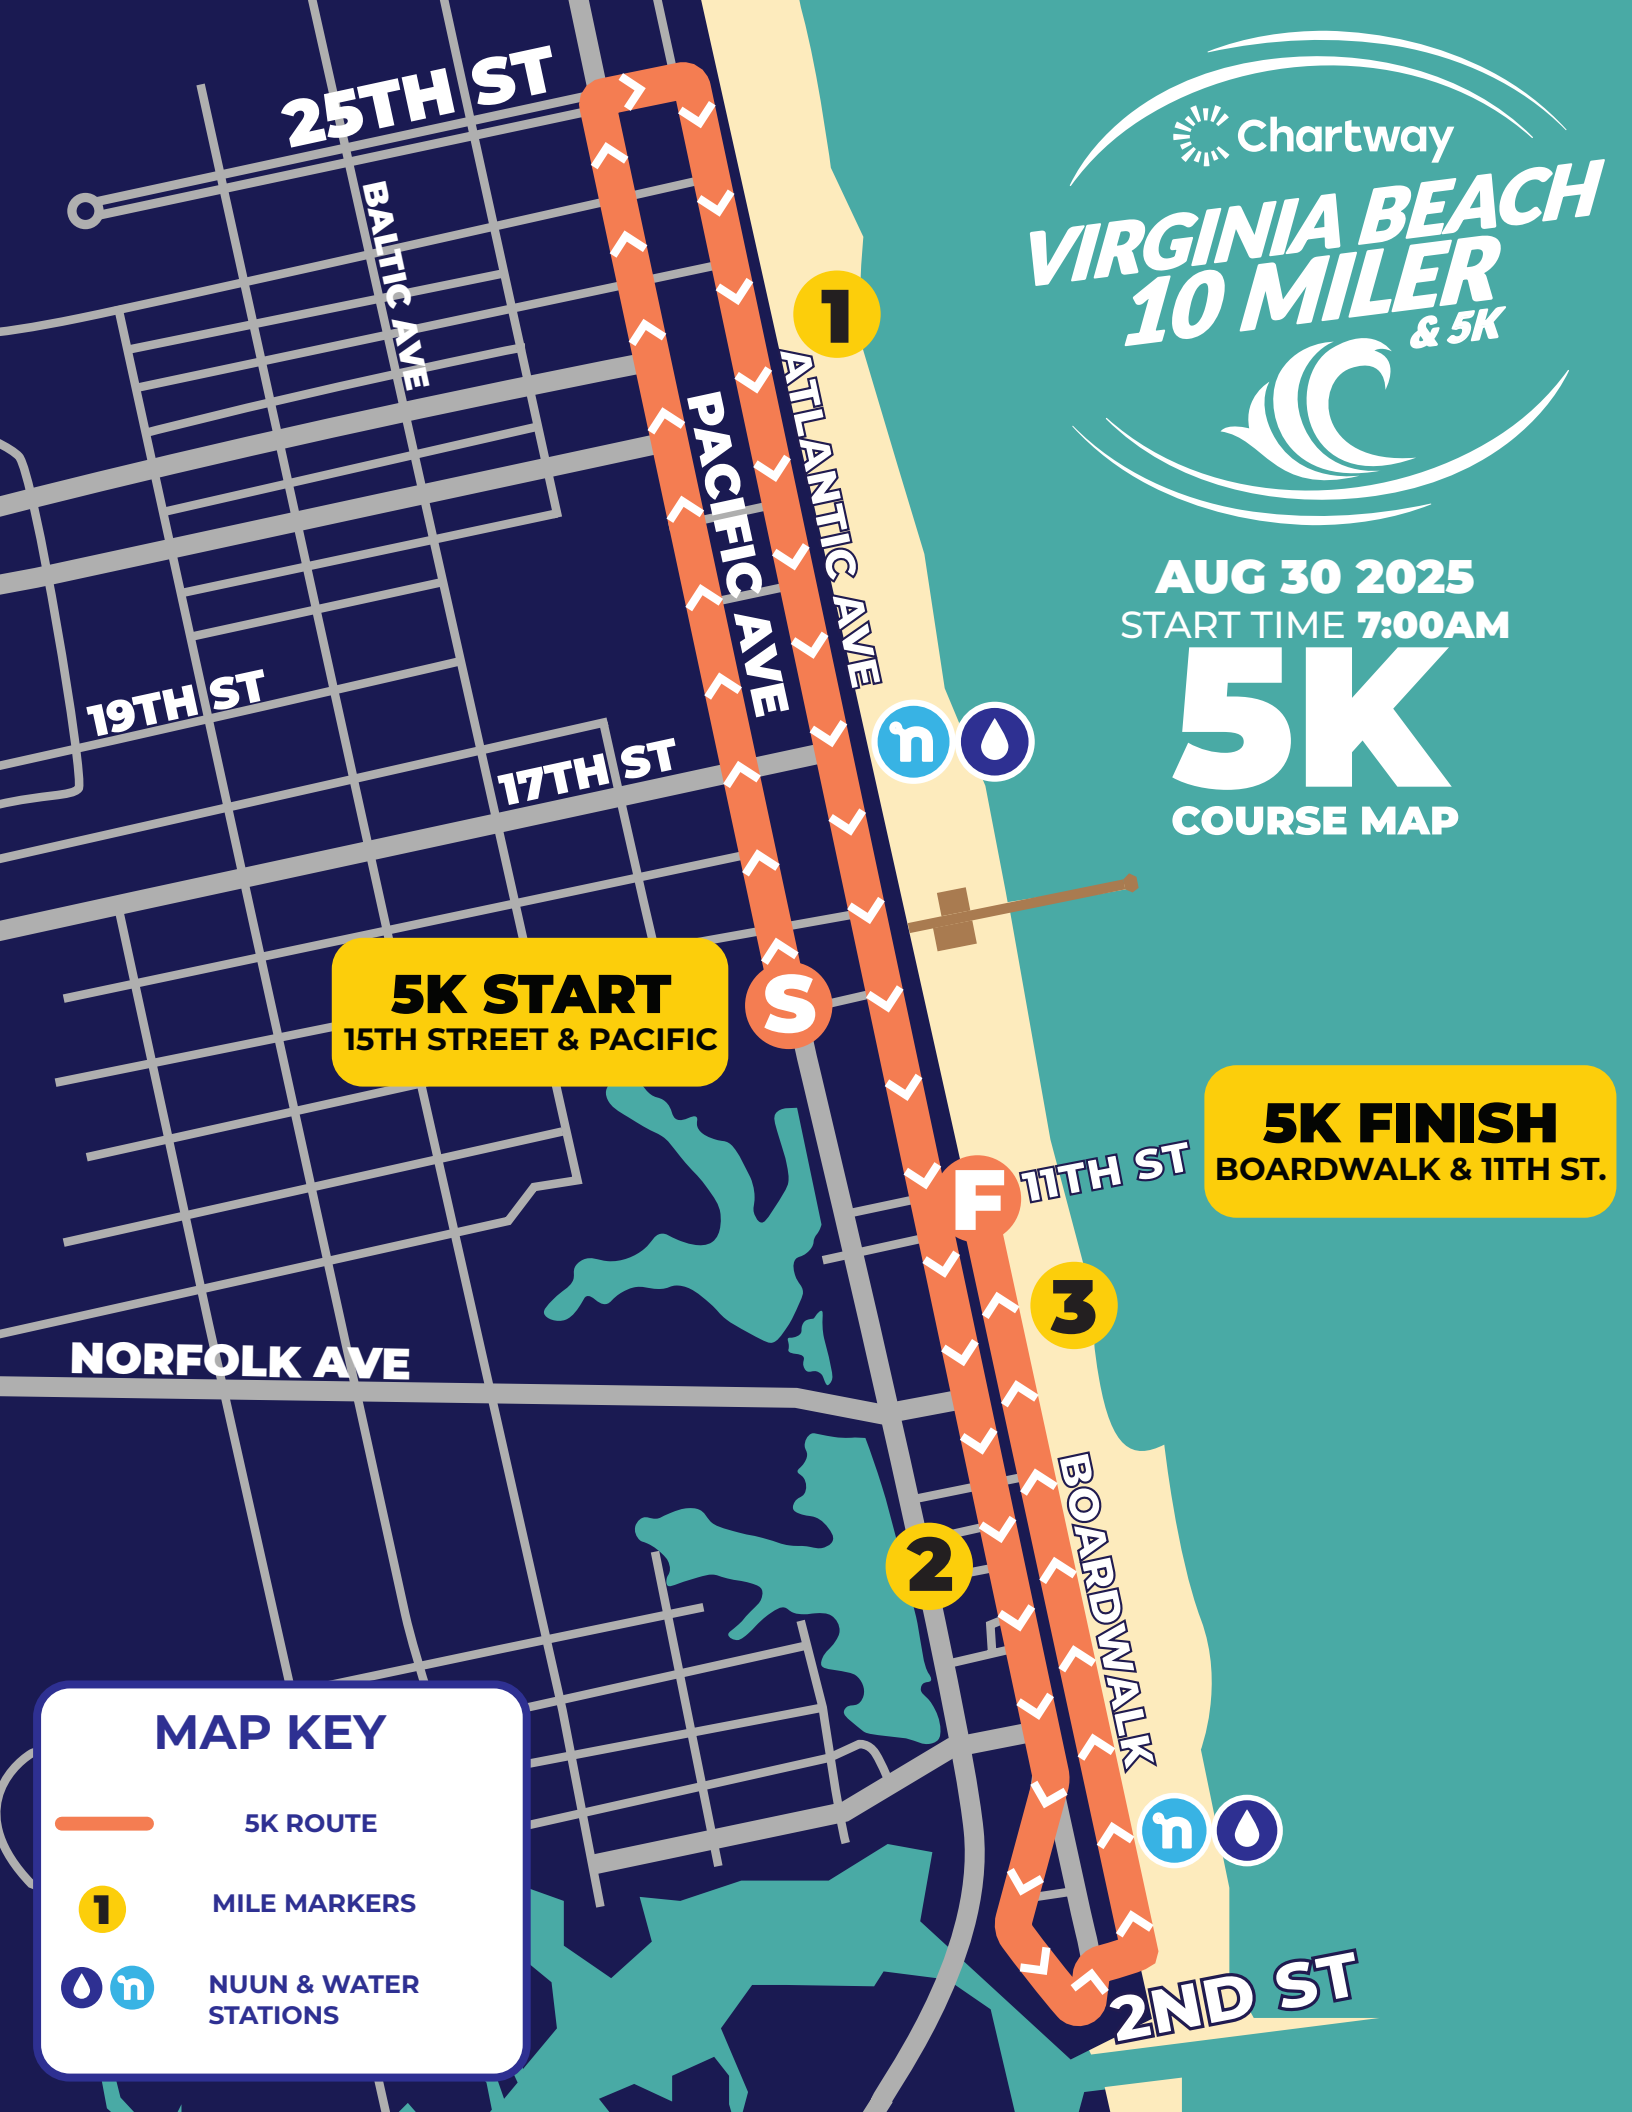 25TH ST
BALTIC AVE
Chartway
VIRGINIA BEACH
10 MILER
& 5K
1
PACIFIC AVE
ATLANTIC AVE
AUG 30 2025
START TIME 7:00AM
5K
COURSE MAP
19TH ST
17TH ST
n
5K START
15TH STREET & PACIFIC
S
5K FINISH
BOARDWALK & 11TH ST.
F
11TH ST
3
NORFOLK AVE
BOARDWALK
2
n
2ND ST
MAP KEY
5K ROUTE
1
MILE MARKERS
n
NUUN & WATER
STATIONS